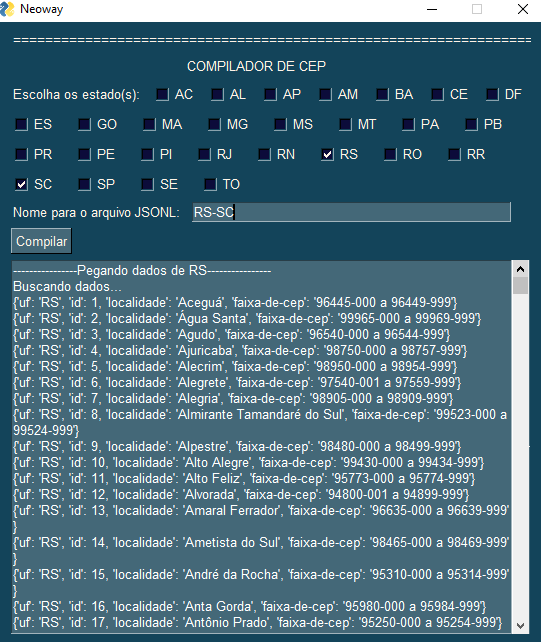 Neoway
================================================================
COMPILADOR DE CEP
Escolha os estado(s): AC AL AP AM BA CE DF
ES GO MA MG MS MT PA PB
PR PE PI RJ RN RS RO RR
SC SP SE TO
Nome para o arquivo JSONL: RS-SC
Compilar
----------------Pegando dados de RS----------------
Buscando dados...
{'uf': 'RS', 'id': 1, 'localidade': 'Aceguá', 'faixa-de-cep': '96445-000 a 96449-999'}
{'uf': 'RS', 'id': 2, 'localidade': 'Água Santa', 'faixa-de-cep': '99965-000 a 99969-999'}
{'uf': 'RS', 'id': 3, 'localidade': 'Agudo', 'faixa-de-cep': '96540-000 a 96544-999'}
{'uf': 'RS', 'id': 4, 'localidade': 'Ajuricaba', 'faixa-de-cep': '98750-000 a 98757-999'}
{'uf': 'RS', 'id': 5, 'localidade': 'Alecrim', 'faixa-de-cep': '98950-000 a 98954-999'}
{'uf': 'RS', 'id': 6, 'localidade': 'Alegrete', 'faixa-de-cep': '97540-001 a 97559-999'}
{'uf': 'RS', 'id': 7, 'localidade': 'Alegria', 'faixa-de-cep': '98905-000 a 98909-999'}
{'uf': 'RS', 'id': 8, 'localidade': 'Almirante Tamandaré do Sul', 'faixa-de-cep': '99523-000 a
99524-999'}
{'uf': 'RS', 'id': 9, 'localidade': 'Alpestre', 'faixa-de-cep': '98480-000 a 98499-999'}
{'uf': 'RS', 'id': 10, 'localidade': 'Alto Alegre', 'faixa-de-cep': '99430-000 a 99434-999'}
{'uf': 'RS', 'id': 11, 'localidade': 'Alto Feliz', 'faixa-de-cep': '95773-000 a 95774-999'}
{'uf': 'RS', 'id': 12, 'localidade': 'Alvorada', 'faixa-de-cep': '94800-001 a 94899-999'}
{'uf': 'RS', 'id': 13, 'localidade': 'Amaral Ferrador', 'faixa-de-cep': '96635-000 a 96639-999'
}
{'uf': 'RS', 'id': 14, 'localidade': 'Ametista do Sul', 'faixa-de-cep': '98465-000 a 98469-999'
}
{'uf': 'RS', 'id': 15, 'localidade': 'André da Rocha', 'faixa-de-cep': '95310-000 a 95314-999'
}
{'uf': 'RS', 'id': 16, 'localidade': 'Anta Gorda', 'faixa-de-cep': '95980-000 a 95984-999'}
{'uf': 'RS', 'id': 17, 'localidade': 'Antônio Prado', 'faixa-de-cep': '95250-000 a 95254-999'}